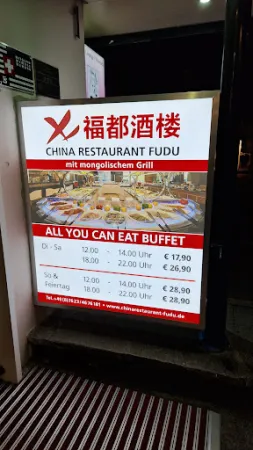 福都酒楼
CHINA RESTAURANT FUDU
mit mongolischem Grill
ALL YOU CAN EAT BUFFET
Di - Sa 12.00 - 14.00 Uhr € 17,90
18.00 - 22.00 Uhr € 26,90
So & 12.00 - 14.00 Uhr € 28,90
Feiertag 18.00 - 22.00 Uhr € 28,90
www.chinarestaurant-fudu.de